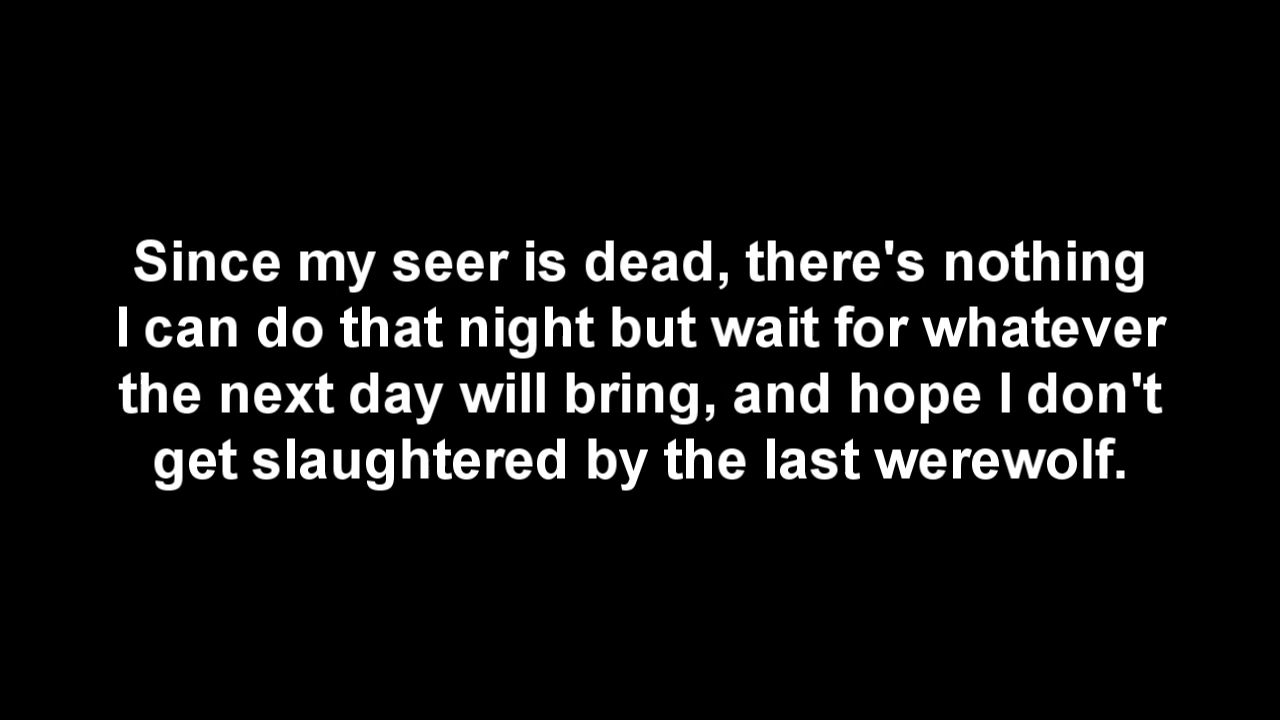 Since my seer is dead, there's nothing
I can do that night but wait for whatever
the next day will bring, and hope I don't
get slaughtered by the last werewolf.